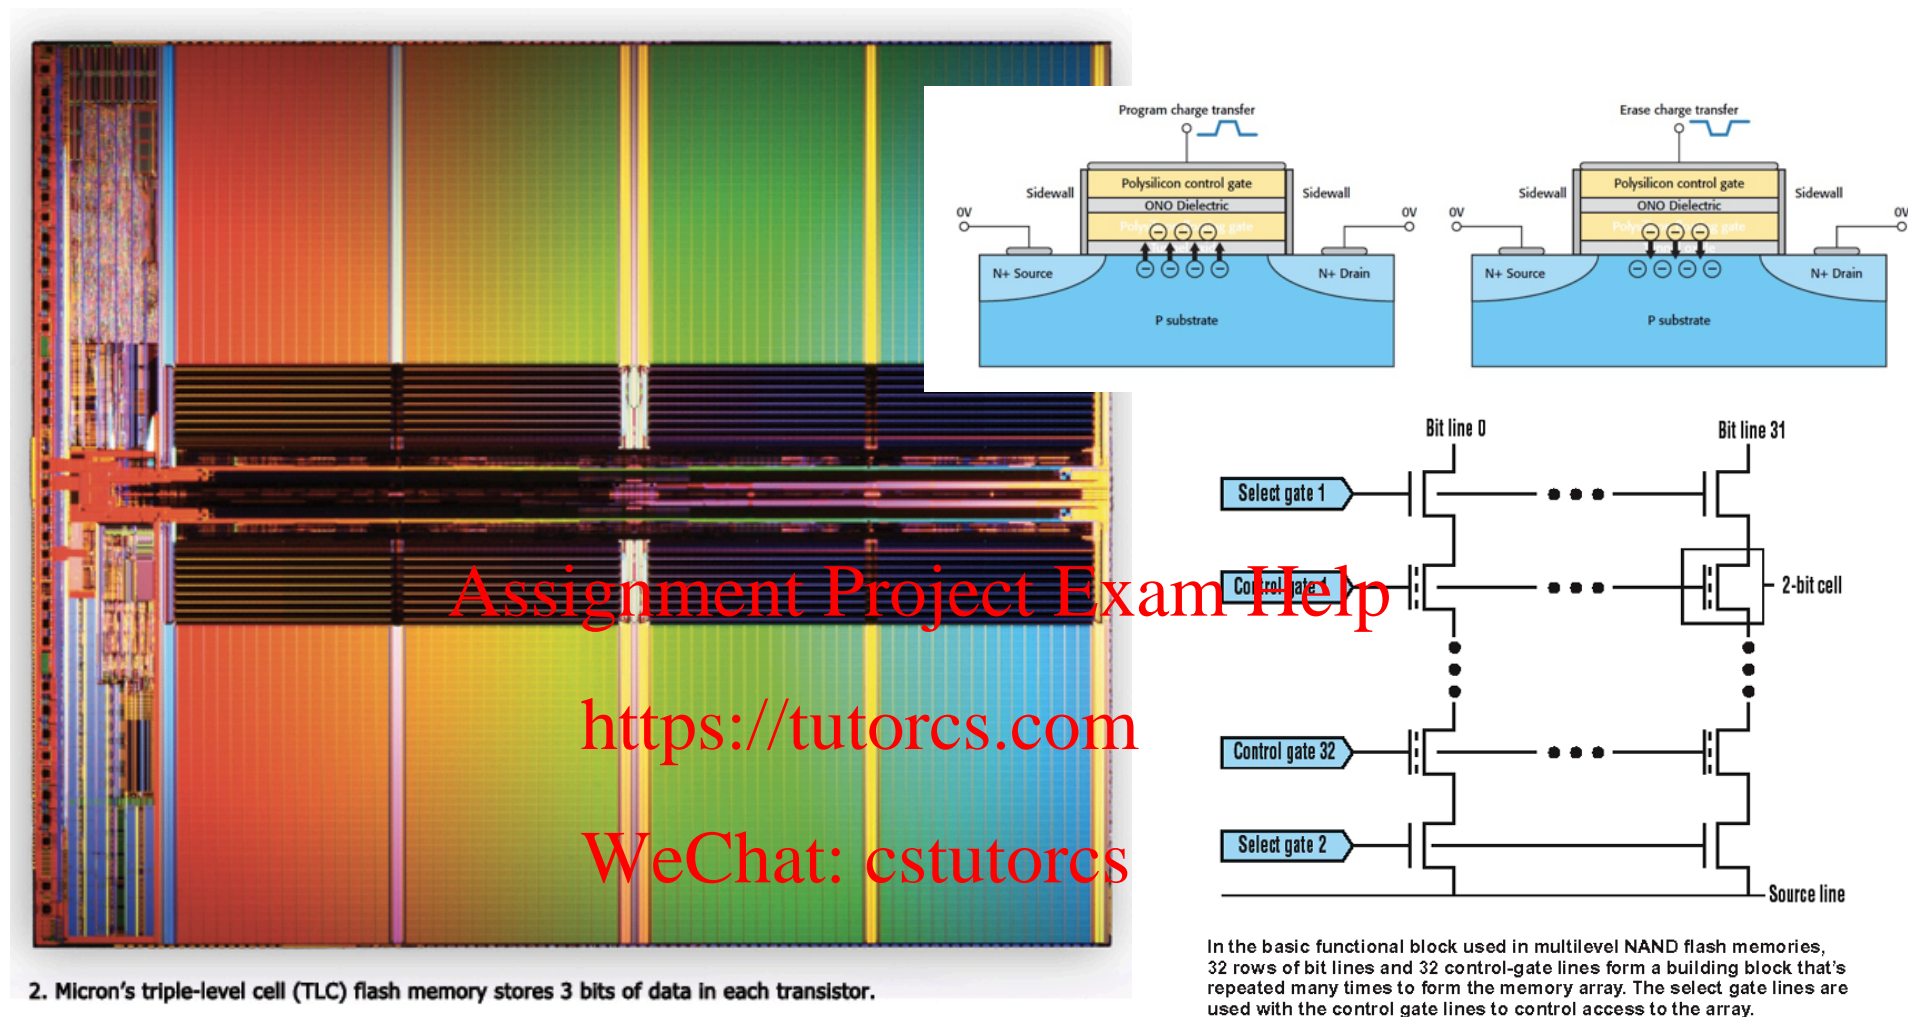 Program charge transfer
Polysilicon control gate
ONO Dielectric
Sidewall
Sidewall
0V
0V
N+ Source
N+ Drain
P substrate
Erase charge transfer
Polysilicon control gate
ONO Dielectric
Sidewall
Sidewall
0V
0V
N+ Source
N+ Drain
P substrate
Bit line 0
Bit line 31
Select gate 1
Control gate 1
2-bit cell
Control gate 32
Select gate 2
Source line
Assignment Project Exam Help
https://tutorcs.com
WeChat: cstutorcs
2. Micron's triple-level cell (TLC) flash memory stores 3 bits of data in each transistor.
In the basic functional block used in multilevel NAND flash memories,
32 rows of bit lines and 32 control-gate lines form a building block that's
repeated many times to form the memory array. The select gate lines are
used with the control gate lines to control access to the array.